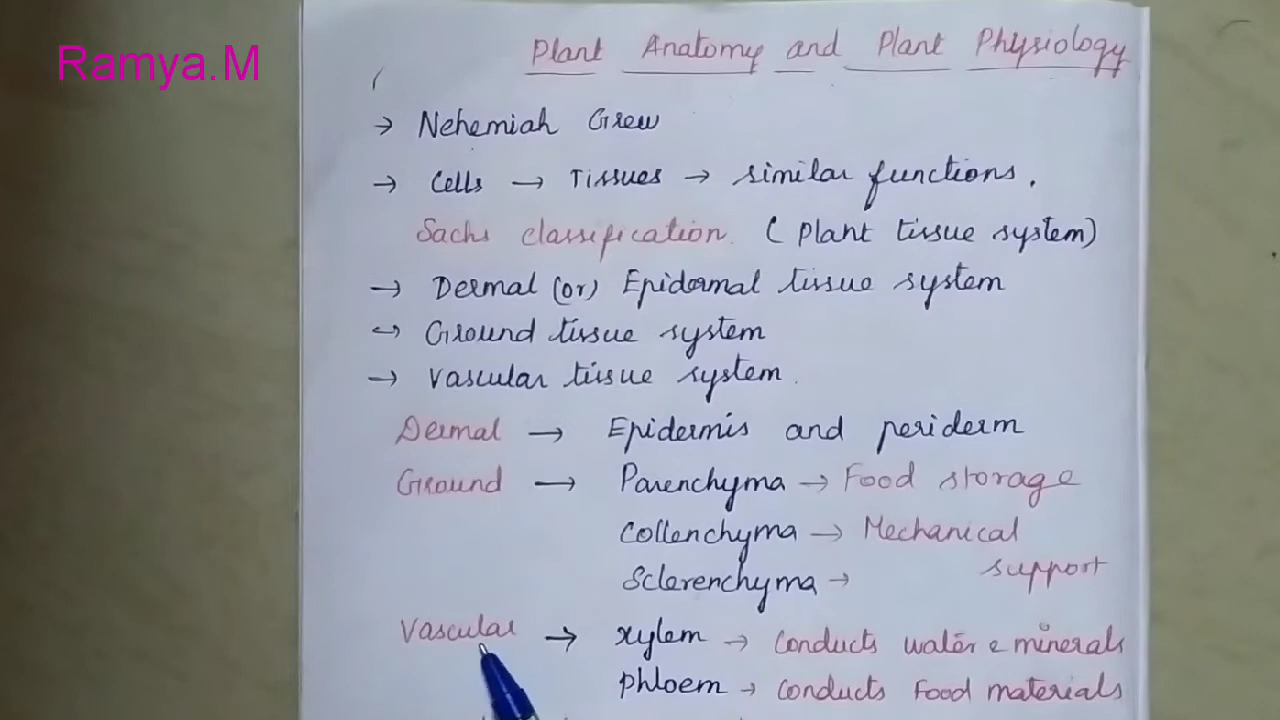 Ramya.M
Plant Anatomy and Plant Physiology
→ Nehemiah Grew
→ Cells → Tissues → similar functions.
Sachs classification (Plant tissue system)
→ Dermal (or) Epidermal tissue system
→ Ground tissue system
→ Vascular tissue system.
Dermal → Epidermis and periderm
Ground → Parenchyma → Food storage
Collenchyma → Mechanical
Sclerenchyma → support
Vascular → xylem → conducts water & minerals
Phloem → conducts food materials